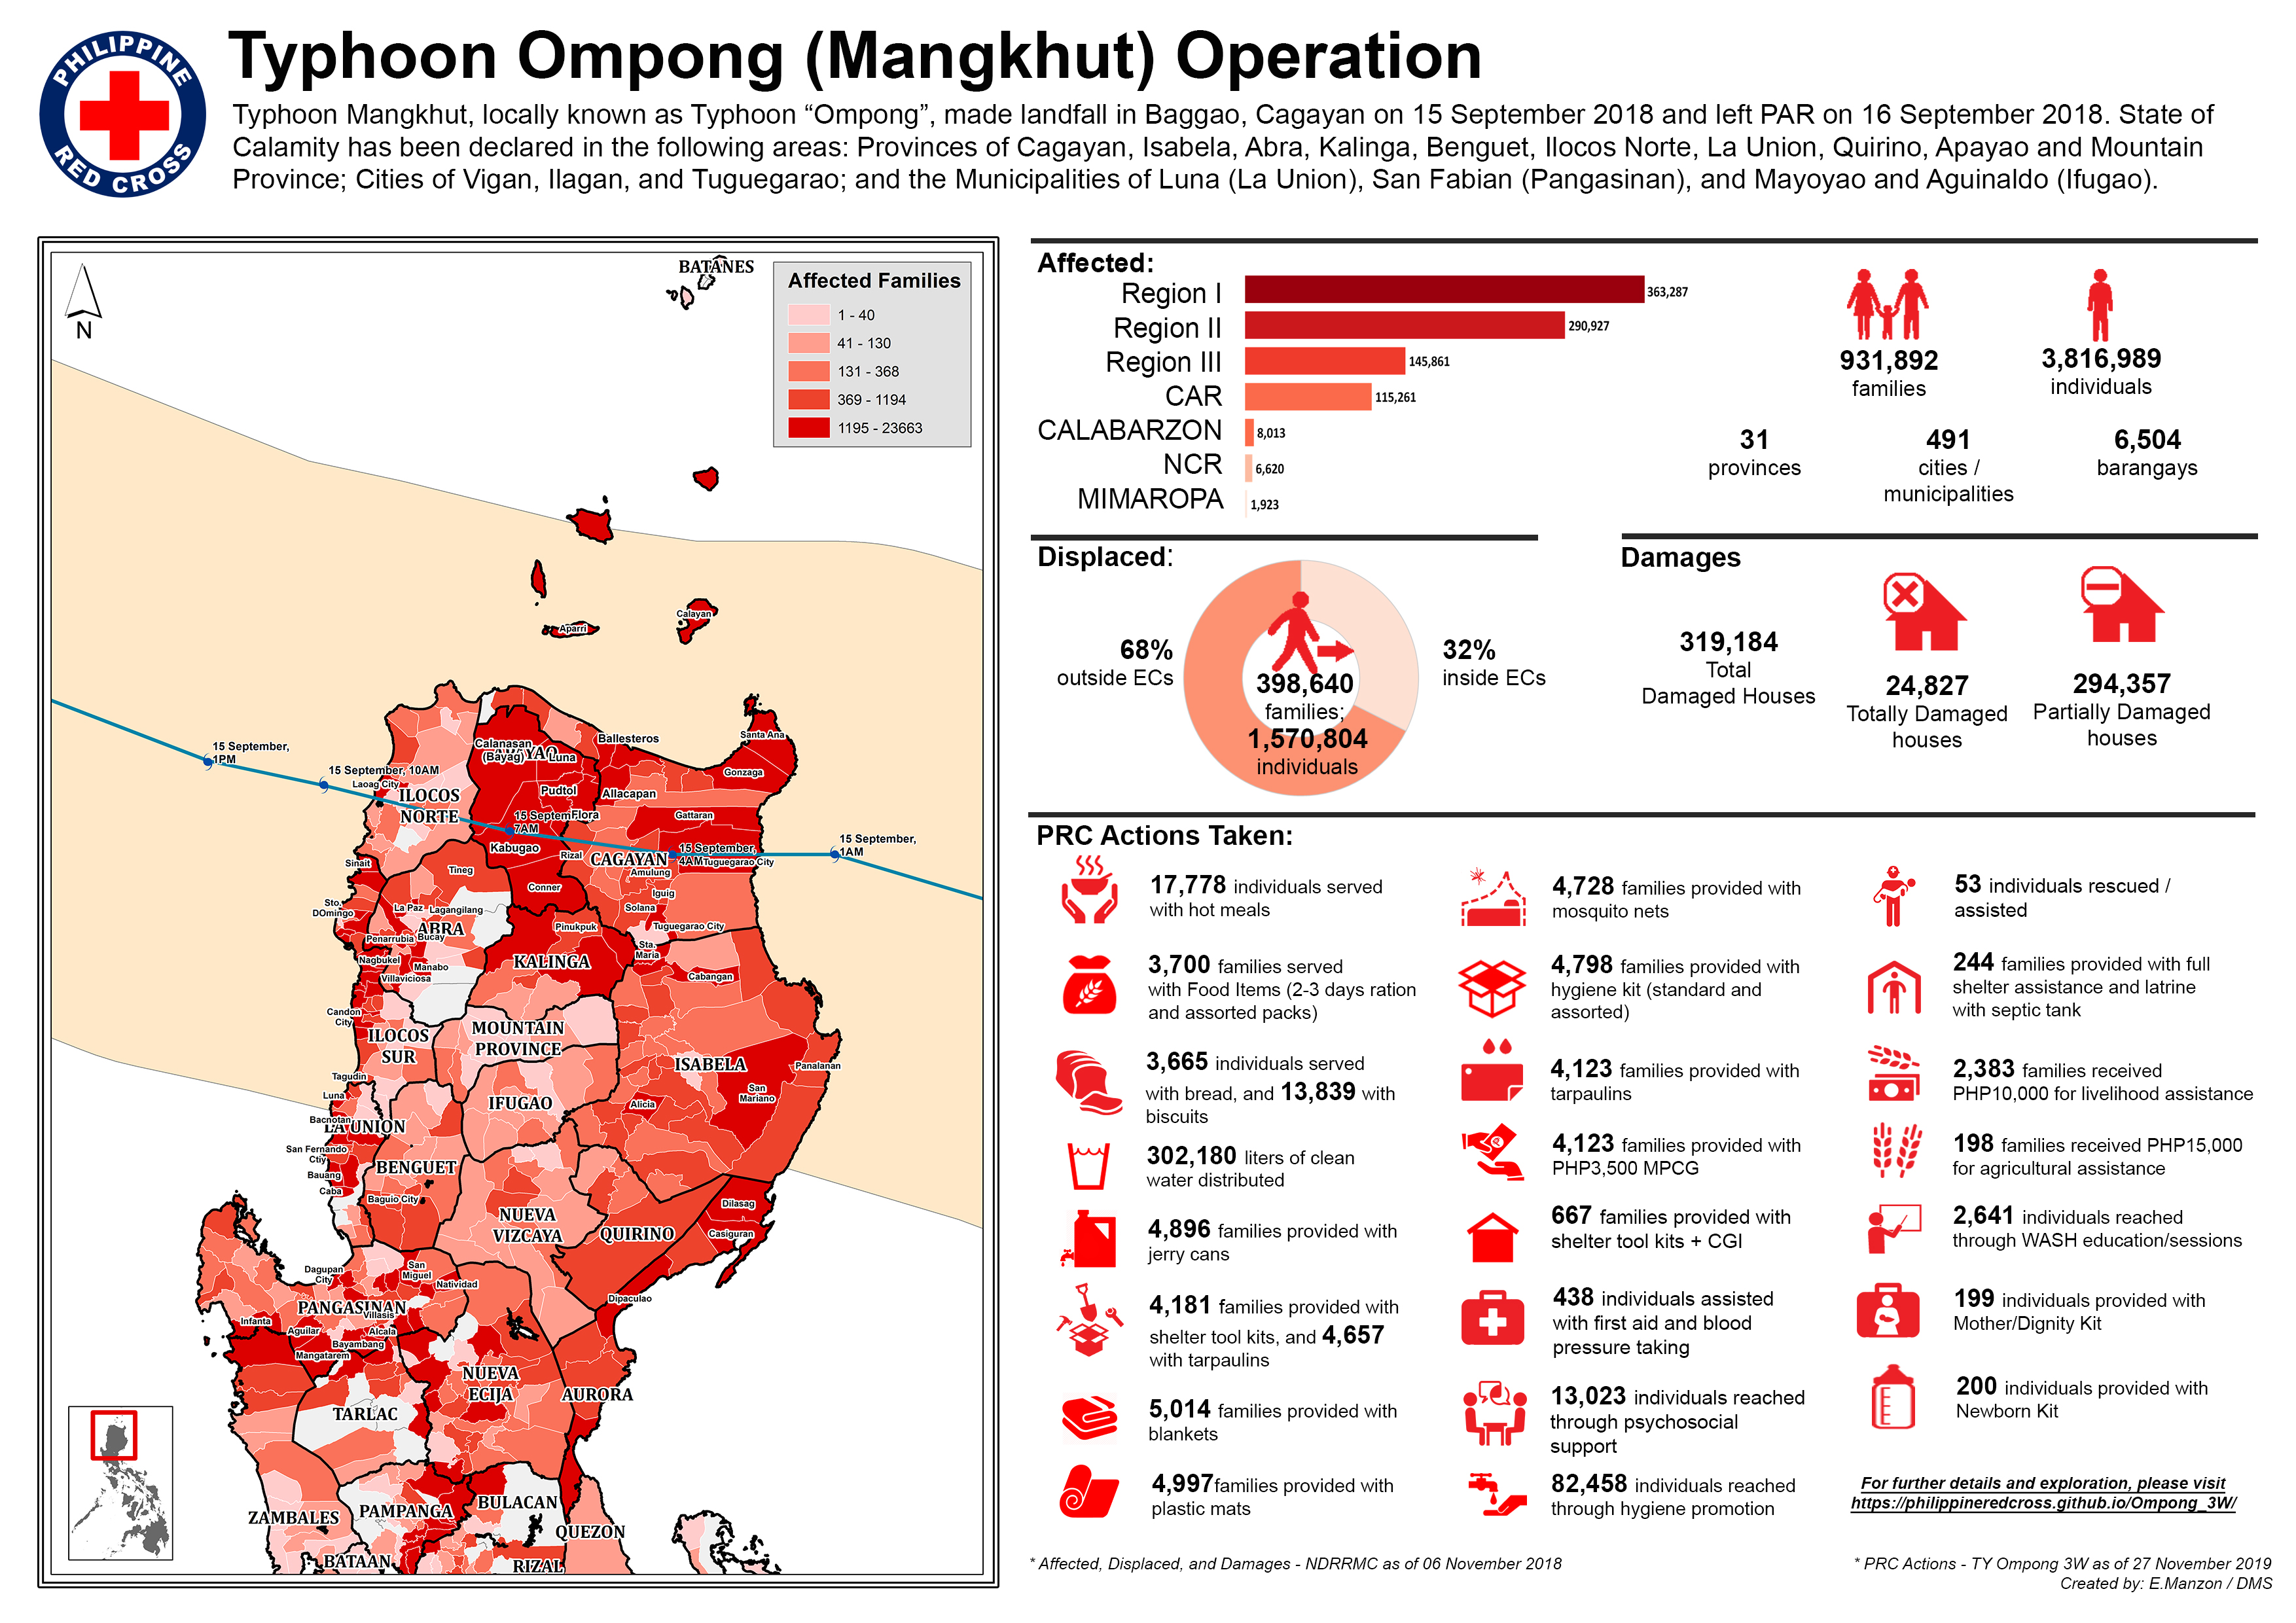 PHILIPPINE
RED CROSS
Typhoon Ompong (Mangkhut) Operation
Typhoon Mangkhut, locally known as Typhoon “Ompong”, made landfall in Baggao, Cagayan on 15 September 2018 and left PAR on 16 September 2018. State of
Calamity has been declared in the following areas: Provinces of Cagayan, Isabela, Abra, Kalinga, Benguet, Ilocos Norte, La Union, Quirino, Apayao and Mountain
Province; Cities of Vigan, Ilagan, and Tuguegarao; and the Municipalities of Luna (La Union), San Fabian (Pangasinan), and Mayoyao and Aguinaldo (Ifugao).
N
BATANES
Affected Families
1 - 40
41 - 130
131 - 368
369 - 1194
1195 - 23663
Calayan
Aparri
15 September,
1PM
15 September, 10AM
Laoag City
ILOCOS
NORTE
Calanasan
(Bayag)
Luna
Ballesteros
Santa Ana
Gonzaga
Pudtol
Allacapan
15 Septem
7AM
Flora
Gattaran
Kabugao
Rizal
CAGAYAN
15 September,
4AM
Tuguegarao City
15 September,
1AM
Amulung
Sinait
Tineg
Conner
Iguig
Solana
Sto.
DOmingo
La Paz
Lagangilang
ABRA
Penarrubia
Bucay
Pinukpuk
Tuguegarao City
Sta.
Maria
Nagbukel
Manabo
Villaviciosa
KALINGA
Cabangan
Candon
City
ILOCOS
SUR
MOUNTAIN
PROVINCE
ISABELA
Panalanan
San
Mariano
Tagudin
Luna
IFUGAO
Alicia
Bacnotan
LA UNION
San Fernando
Ctiy
Bauang
Caba
BENGUET
Baguio City
NUEVA
VIZCAYA
QUIRINO
Dilasag
Casiguran
Dagupan
City
San
Miguel
Natividad
PANGASINAN
Villasis
Dipaculao
Infanta
Aguilar
Alcala
Bayambang
Mangatarem
NUEVA
ECIJA
AURORA
TARLAC
ZAMBALES
PAMPANGA
BULACAN
QUEZON
BATAAN
RIZAL
Affected:
Region I 363,287
Region II 290,927
Region III 145,861
CAR 115,261
CALABARZON 8,013
NCR 6,620
MIMAROPA 1,923
931,892
families
3,816,989
individuals
31
provinces
491
cities /
municipalities
6,504
barangays
Displaced:
68%
outside ECs
398,640
families;
1,570,804
individuals
32%
inside ECs
Damages
319,184
Total
Damaged Houses
24,827
Totally Damaged
houses
294,357
Partially Damaged
houses
PRC Actions Taken:
17,778 individuals served
with hot meals
3,700 families served
with Food Items (2-3 days ration
and assorted packs)
3,665 individuals served
with bread, and 13,839 with
biscuits
302,180 liters of clean
water distributed
4,896 families provided with
jerry cans
4,181 families provided with
shelter tool kits, and 4,657
with tarpaulins
5,014 families provided with
blankets
4,997families provided with
plastic mats
4,728 families provided with
mosquito nets
4,798 families provided with
hygiene kit (standard and
assorted)
4,123 families provided with
tarpaulins
4,123 families provided with
PHP3,500 MPCG
667 families provided with
shelter tool kits + CGI
438 individuals assisted
with first aid and blood
pressure taking
13,023 individuals reached
through psychosocial
support
82,458 individuals reached
through hygiene promotion
53 individuals rescued /
assisted
244 families provided with full
shelter assistance and latrine
with septic tank
2,383 families received
PHP10,000 for livelihood assistance
198 families received PHP15,000
for agricultural assistance
2,641 individuals reached
through WASH education/sessions
199 individuals provided with
Mother/Dignity Kit
200 individuals provided with
Newborn Kit
For further details and exploration, please visit
https://philippineredcross.github.io/Ompong_3W/
* Affected, Displaced, and Damages - NDRRMC as of 06 November 2018
* PRC Actions - TY Ompong 3W as of 27 November 2019
Created by: E.Manzon / DMS